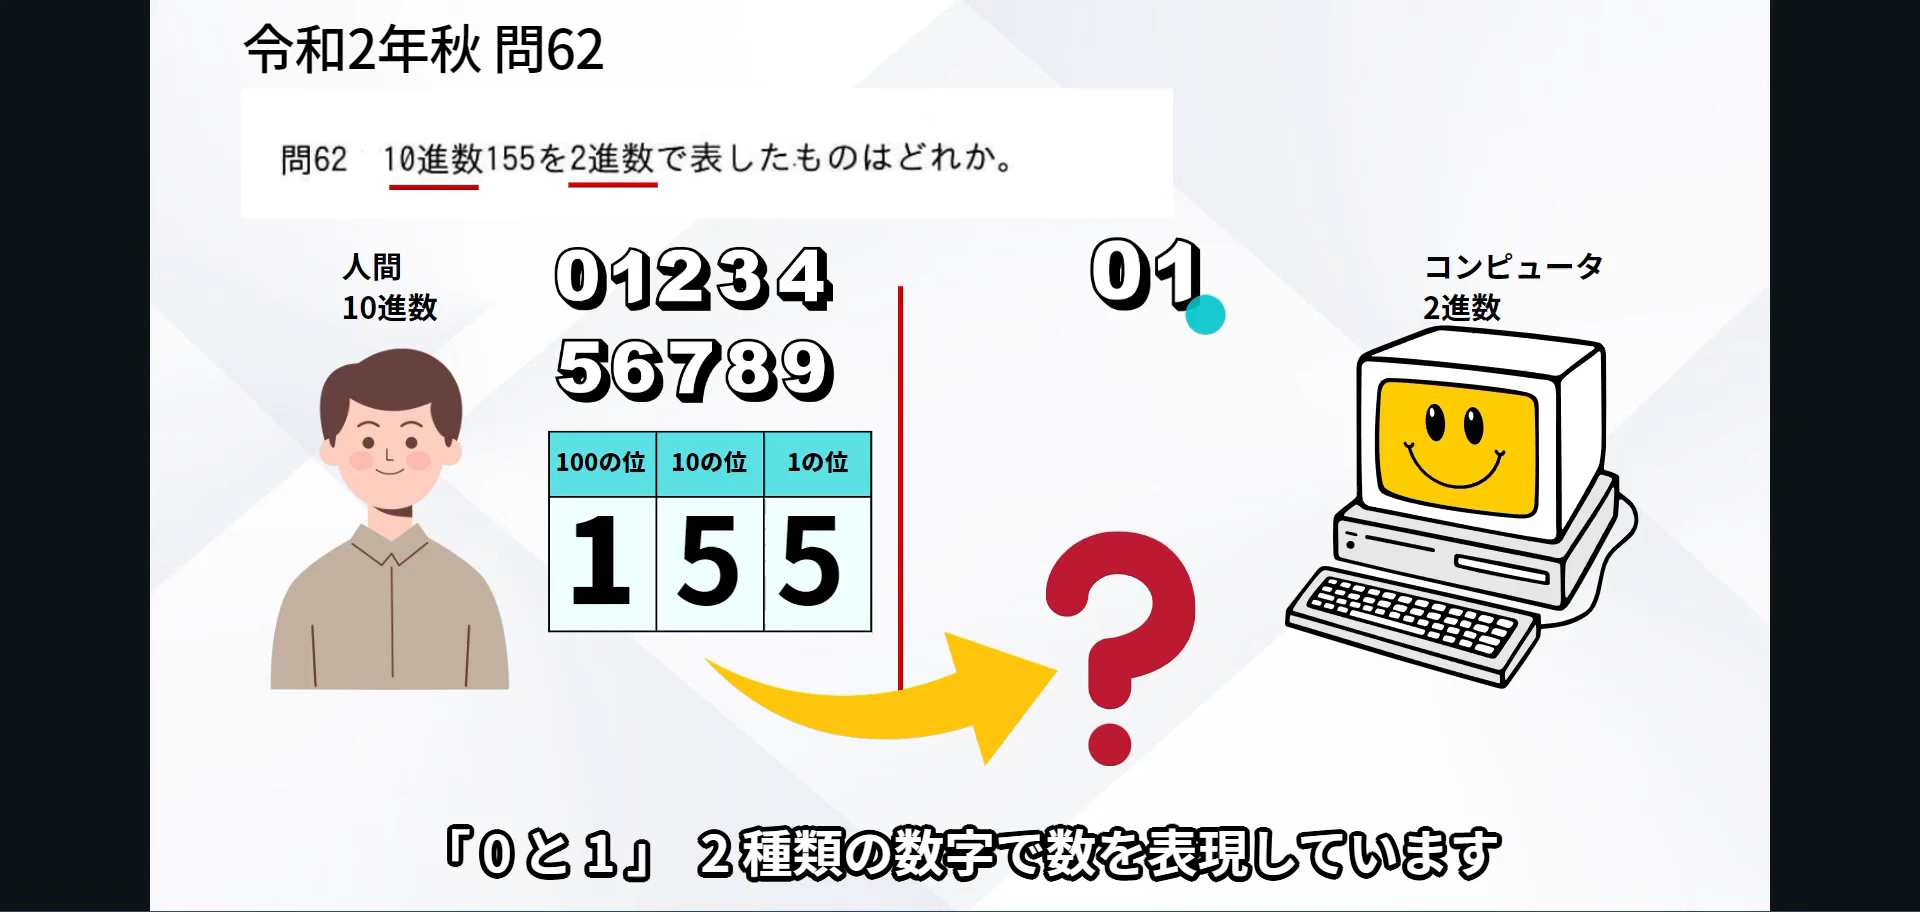 令和2年秋 問62
問62 10進数155を2進数で表したものはどれか。
人間
10進数
01234
56789
100の位 10の位 1の位
1 5 5
01
コンピュータ
2進数
?
「0と1」 2種類の数字で数を表現しています